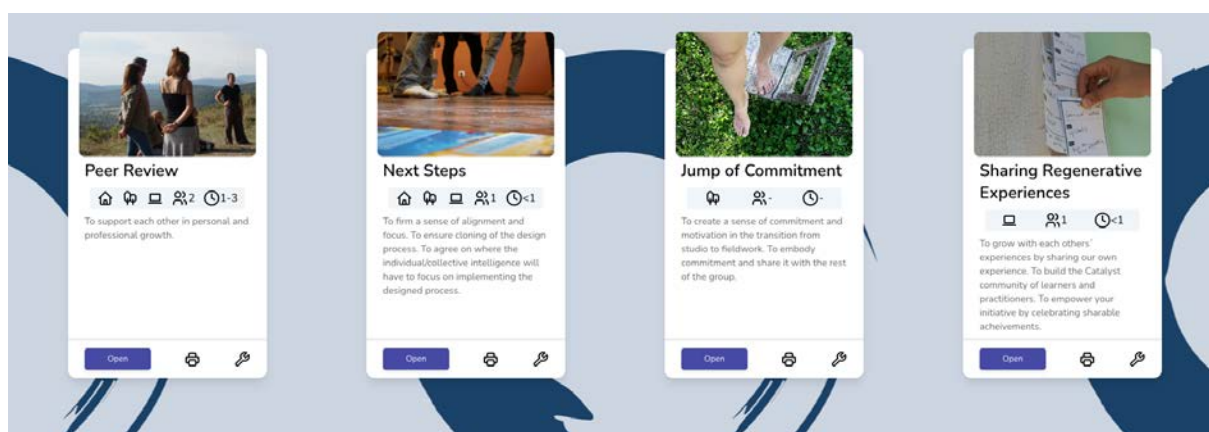 Peer Review
2
1-3
To support each other in personal and
professional growth.
Open
Next Steps
1
<1
To firm a sense of alignment and
focus. To ensure cloning of the design
process. To agree on where the
individual/collective intelligence will
have to focus on implementing the
designed process.
Open
Jump of Commitment
-
-
To create a sense of commitment and
motivation in the transition from
studio to fieldwork. To embody
commitment and share it with the rest
of the group.
Open
Sharing Regenerative
Experiences
1
<1
To grow with each others´
experiences by sharing our own
experience. To build the Catalyst
community of learners and
practitioners. To empower your
initiative by celebrating sharable
acheivements.
Open